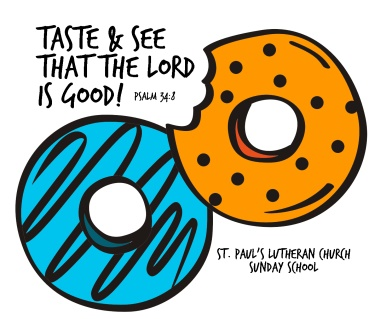 TASTE & SEE
THAT THE LORD
IS GOOD! PSALM 34:8
ST. PAUL'S LUTHERAN CHURCH
SUNDAY SCHOOL